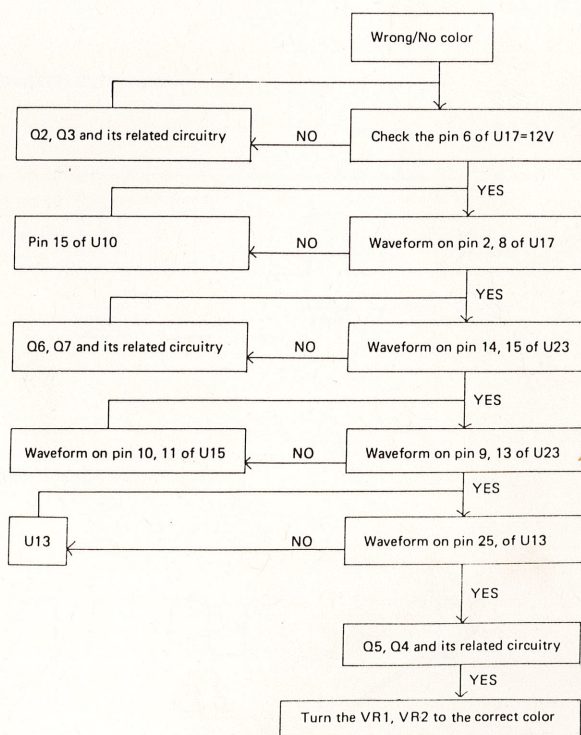 Wrong/No color
Q2, Q3 and its related circuitry
NO
Check the pin 6 of U17=12V
YES
Pin 15 of U10
NO
Waveform on pin 2, 8 of U17
YES
Q6, Q7 and its related circuitry
NO
Waveform on pin 14, 15 of U23
YES
Waveform on pin 10, 11 of U15
NO
Waveform on pin 9, 13 of U23
YES
U13
NO
Waveform on pin 25, of U13
YES
Q5, Q4 and its related circuitry
YES
Turn the VR1, VR2 to the correct color